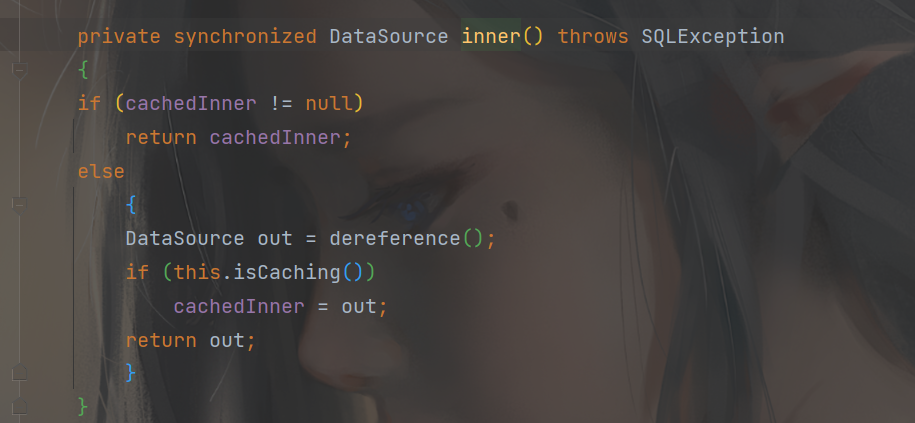 private synchronized DataSource inner() throws SQLException
{
if (cachedInner != null)
    return cachedInner;
else
    {
    DataSource out = dereference();
    if (this.isCaching())
        cachedInner = out;
    return out;
    }
}